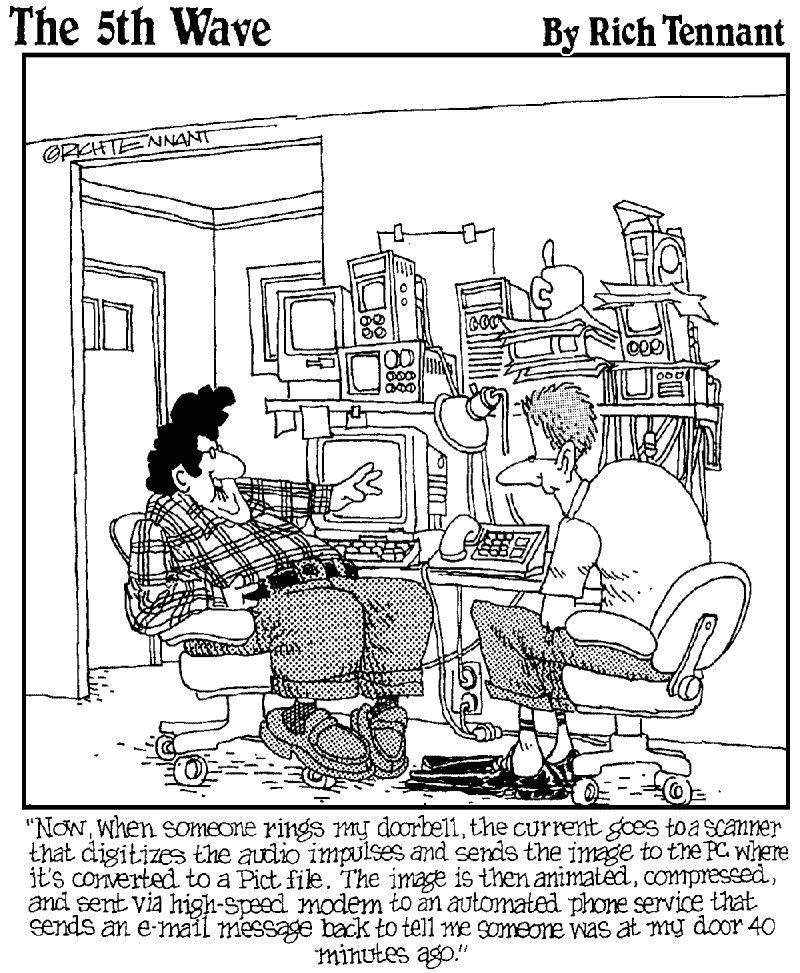 The 5th Wave By Rich Tennant
©RICHTENNANT
"Now, when someone rings my doorbell, the current goes to a scanner
that digitizes the audio impulses and sends the image to the PC where
it's converted to a Pict file. The image is then animated, compressed,
and sent via high-speed modem to an automated phone service that
sends an e-mail message back to tell me someone was at my door 40
minutes ago."